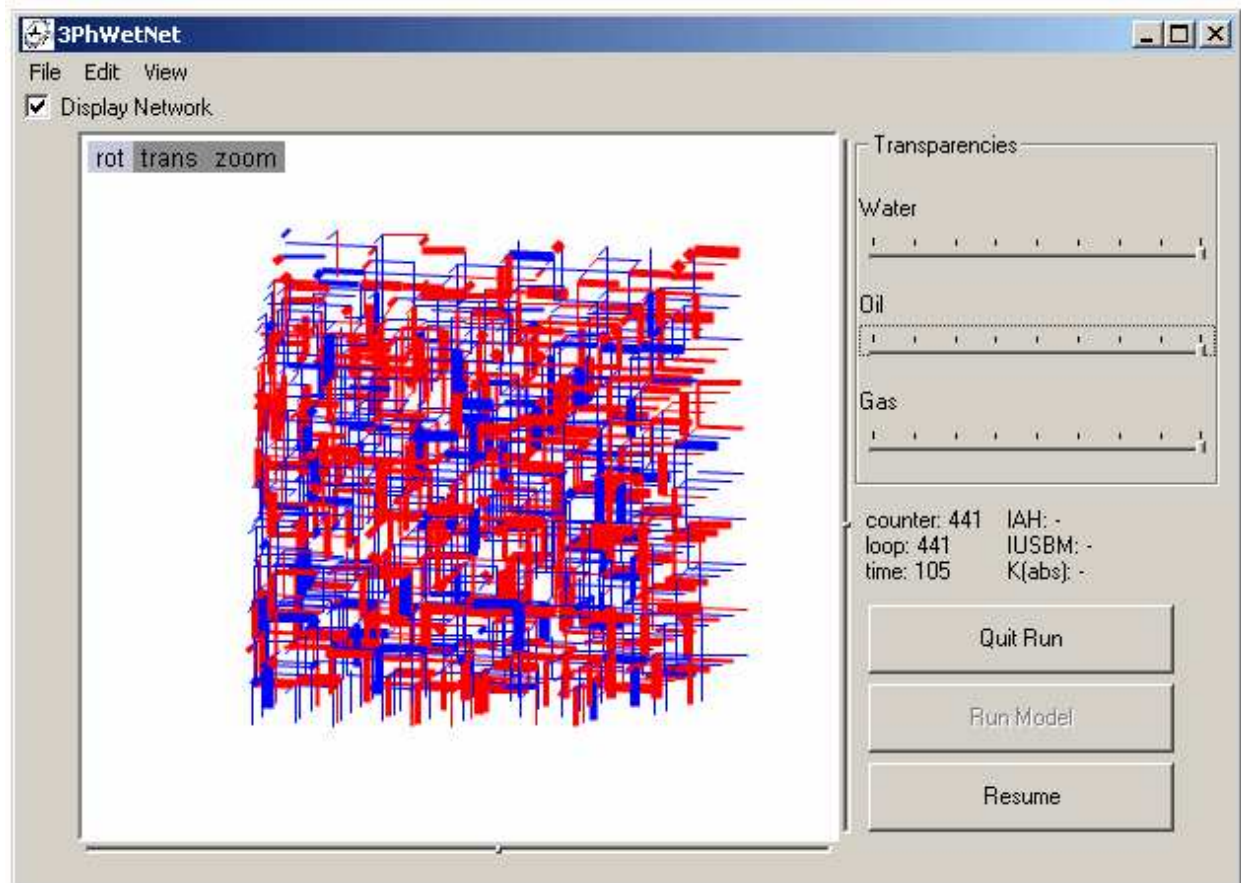 3PhWetNet
File Edit View
Display Network
rot trans zoom
Transparencies
Water
Oil
Gas
counter: 441 IAH: -
loop: 441 IUSBM: -
time: 105 K(abs): -
Quit Run
Run Model
Resume